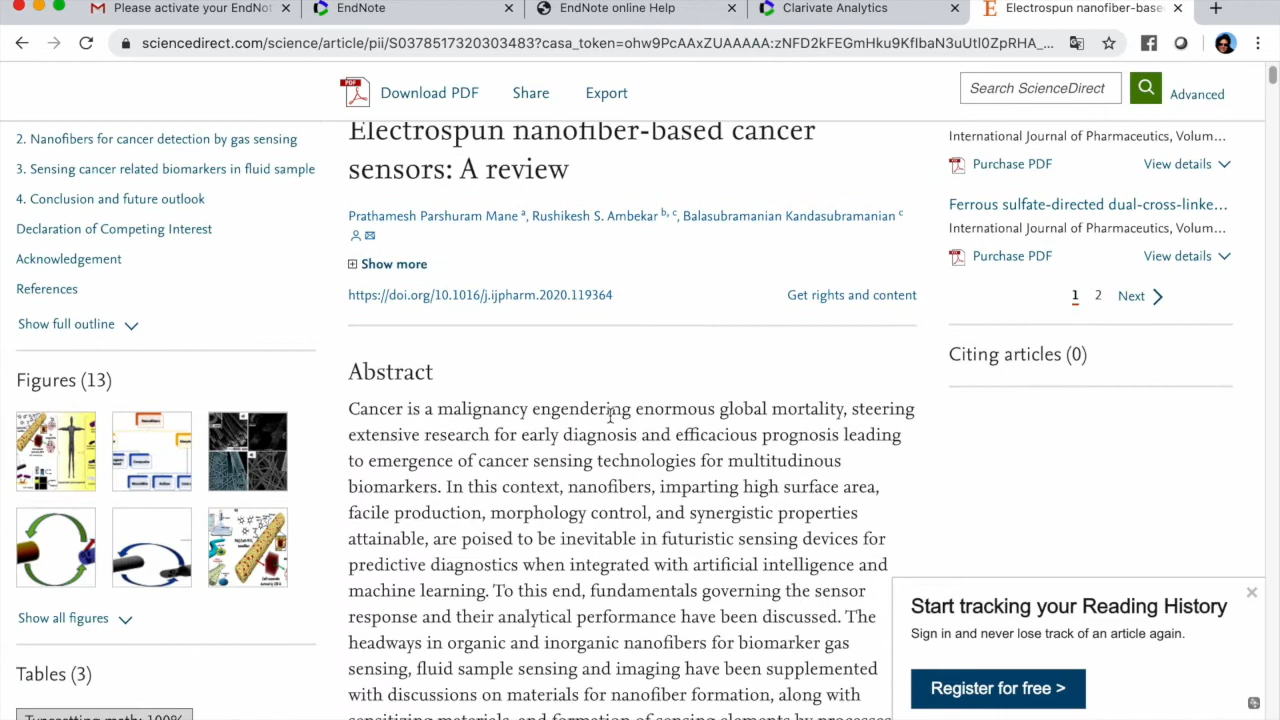 Please activate your EndNot
EndNote
EndNote online Help
Clarivate Analytics
Electrospun nanofiber-base
sciencedirect.com/science/article/pii/S0378517320303483?casa_token=ohw9PcAAxZUAAAAA:zNFD2kFEGmHku9KfIbaN3uUtI0ZpRHA_...
PDF
Download PDF
Share
Export
Search ScienceDirect
Advanced
2. Nanofibers for cancer detection by gas sensing
3. Sensing cancer related biomarkers in fluid sample
4. Conclusion and future outlook
Declaration of Competing Interest
Acknowledgement
References
Show full outline
Figures (13)
Show all figures
Tables (3)
Typesetting math: 100%
Electrospun nanofiber-based cancer
sensors: A review
Prathamesh Parshuram Mane a, Rushikesh S. Ambekar b, c, Balasubramanian Kandasubramanian c
Show more
https://doi.org/10.1016/j.ijpharm.2020.119364
Get rights and content
Abstract
Cancer is a malignancy engendering enormous global mortality, steering
extensive research for early diagnosis and efficacious prognosis leading
to emergence of cancer sensing technologies for multitudinous
biomarkers. In this context, nanofibers, imparting high surface area,
facile production, morphology control, and synergistic properties
attainable, are poised to be inevitable in futuristic sensing devices for
predictive diagnostics when integrated with artificial intelligence and
machine learning. To this end, fundamentals governing the sensor
response and their analytical performance have been discussed. The
headways in organic and inorganic nanofibers for biomarker gas
sensing, fluid sample sensing and imaging have been supplemented
with discussions on materials for nanofiber formation, along with
sensitizing materials, and formation of sensing elements by processes
International Journal of Pharmaceutics, Volum...
Purchase PDF
View details
Ferrous sulfate-directed dual-cross-linke...
International Journal of Pharmaceutics, Volum...
Purchase PDF
View details
1
2
Next
Citing articles (0)
Start tracking your Reading History
Sign in and never lose track of an article again.
Register for free >